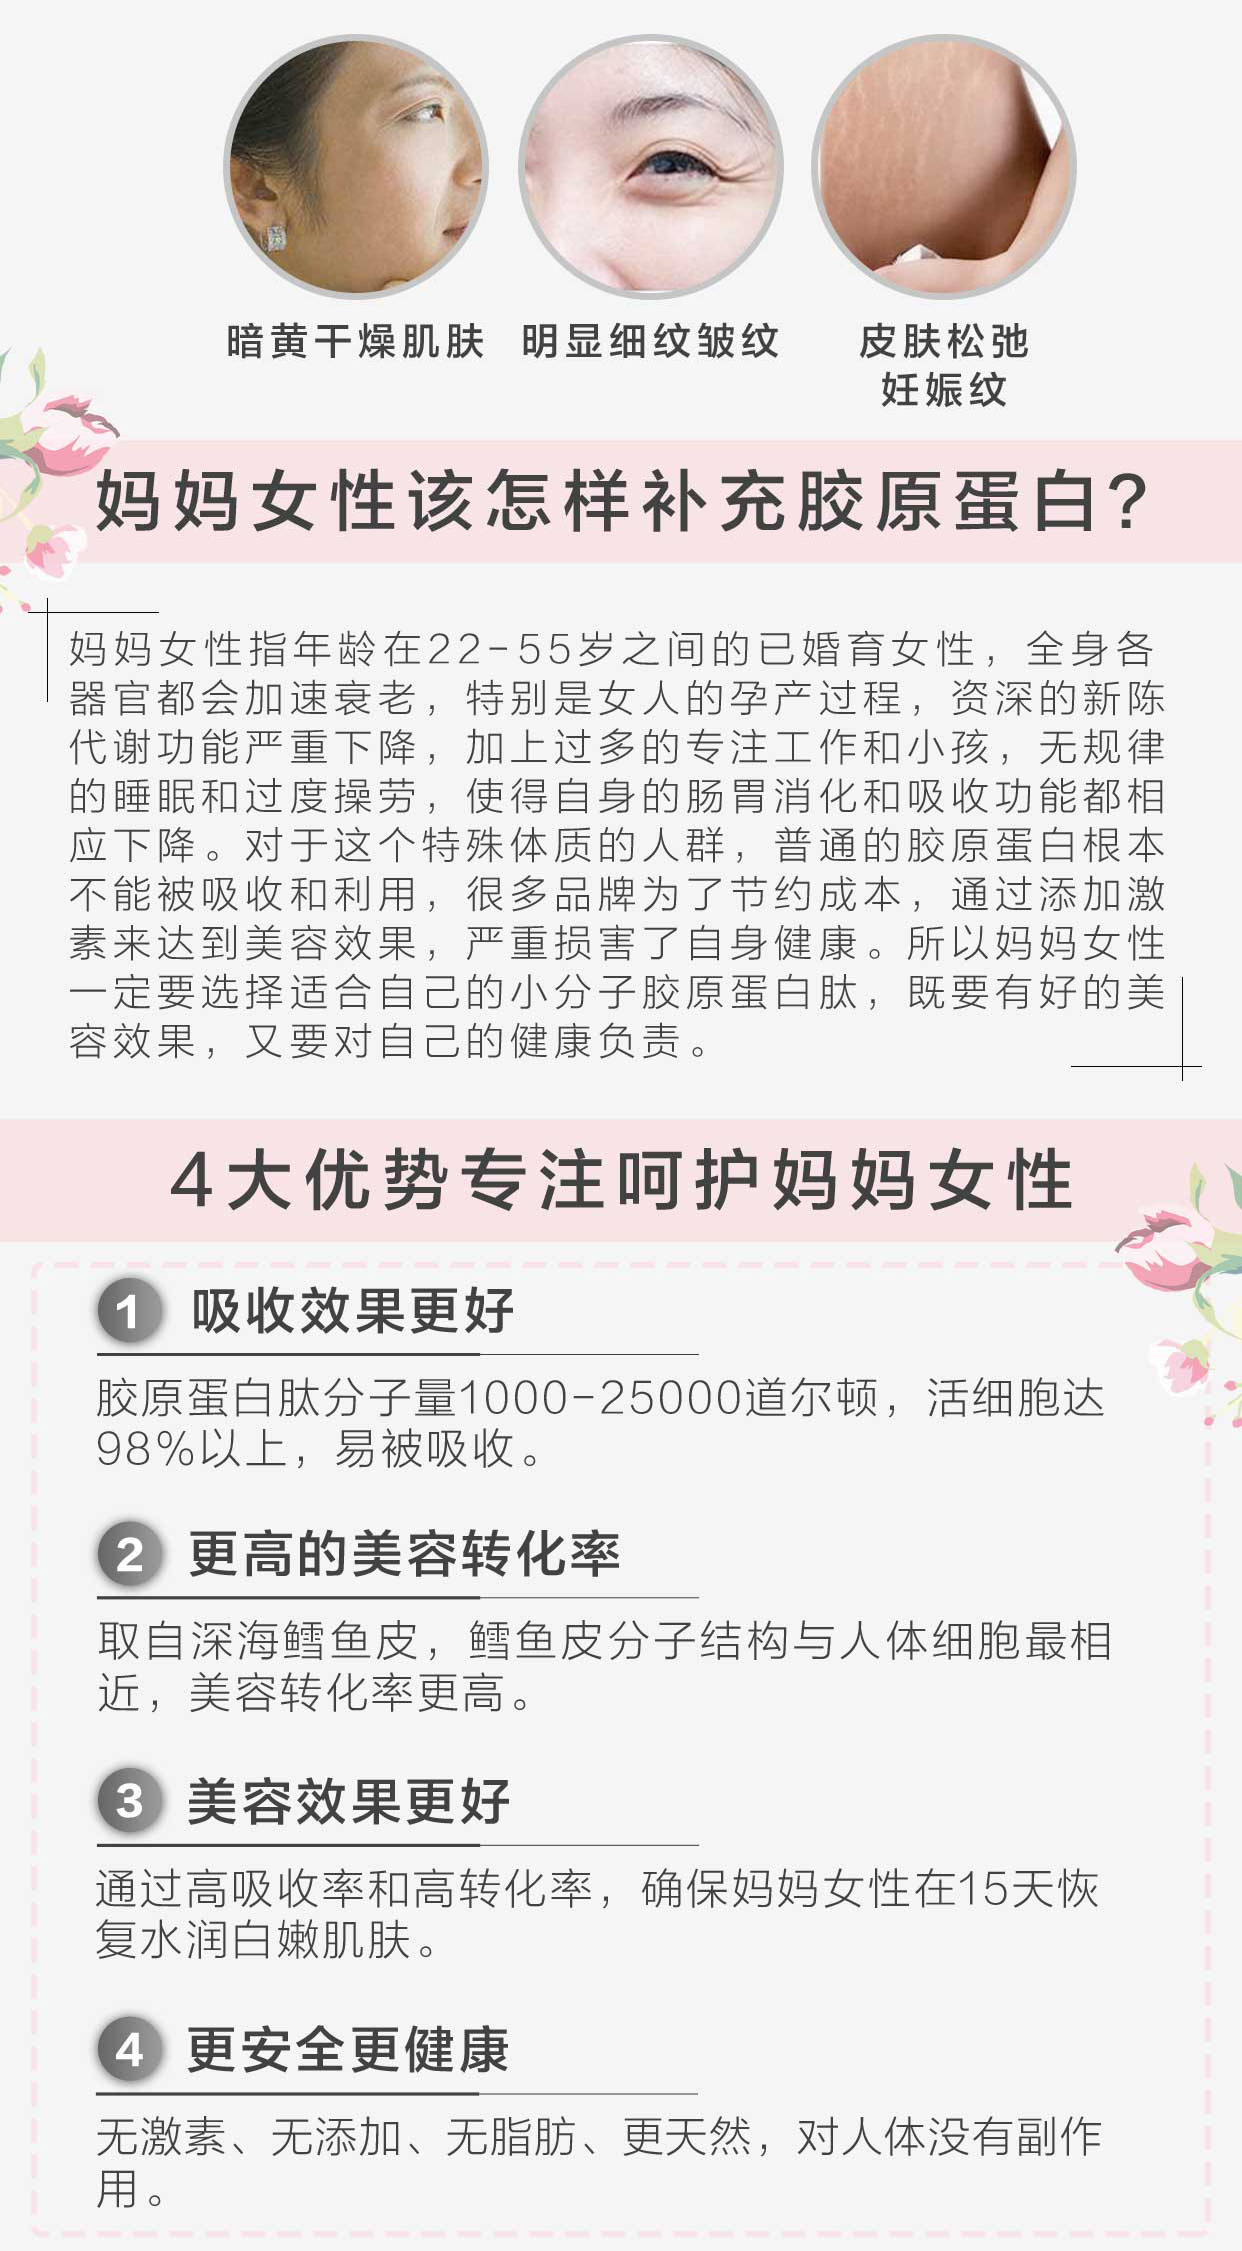 暗黄干燥肌肤 明显细纹皱纹 皮肤松弛
妊娠纹
妈妈女性该怎样补充胶原蛋白?
妈妈女性指年龄在22-55岁之间的已婚育女性，全身各
器官都会加速衰老，特别是女人的孕产过程，资深的新陈
代谢功能严重下降，加上过多的专注工作和小孩，无规律
的睡眠和过度操劳，使得自身的肠胃消化和吸收功能都相
应下降。对于这个特殊体质的人群，普通的胶原蛋白根本
不能被吸收和利用，很多品牌为了节约成本，通过添加激
素来达到美容效果，严重损害了自身健康。所以妈妈女性
一定要选择适合自己的小分子胶原蛋白肽，既要有好的美
容效果，又要对自己的健康负责。
4大优势专注呵护妈妈女性
1 吸收效果更好
胶原蛋白肽分子量1000-25000道尔顿，活细胞达
98%以上，易被吸收。
2 更高的美容转化率
取自深海鳕鱼皮，鳕鱼皮分子结构与人体细胞最相
近，美容转化率更高。
3 美容效果更好
通过高吸收率和高转化率，确保妈妈女性在15天恢
复水润白嫩肌肤。
4 更安全更健康
无激素、无添加、无脂肪、更天然，对人体没有副作
用。